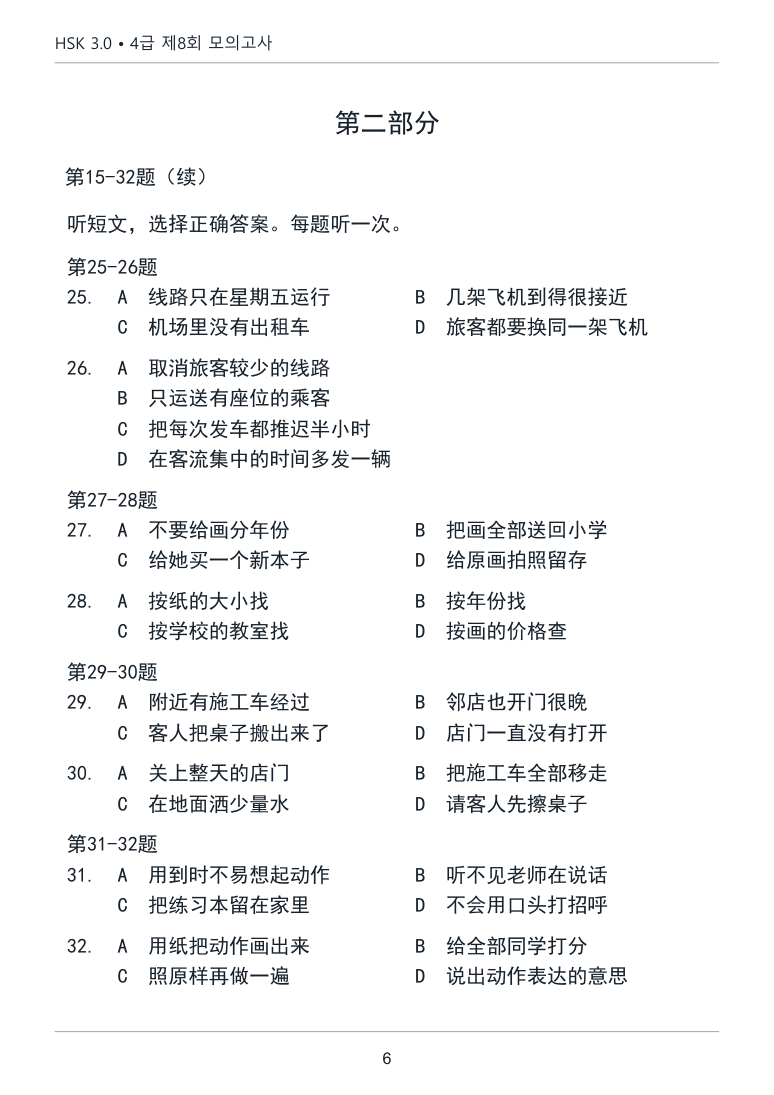 HSK 3.0 • 4급 제8회 모의고사
第二部分
第15-32题（续）
听短文，选择正确答案。每题听一次。
第25-26题
25. A 线路只在星期五运行 B 几架飞机到得很接近
C 机场里没有出租车 D 旅客都要换同一架飞机
26. A 取消旅客较少的线路
B 只运送有座位的乘客
C 把每次发车都推迟半小时
D 在客流集中的时间多发一辆
第27-28题
27. A 不要给画分年份 B 把画全部送回小学
C 给她买一个新本子 D 给原画拍照留存
28. A 按纸的大小找 B 按年份找
C 按学校的教室找 D 按画的价格查
第29-30题
29. A 附近有施工车经过 B 邻店也开门很晚
C 客人把桌子搬出来了 D 店门一直没有打开
30. A 关上整天的店门 B 把施工车全部移走
C 在地面洒少量水 D 请客人先擦桌子
第31-32题
31. A 用到时不易想起动作 B 听不见老师在说话
C 把练习本留在家里 D 不会用口头打招呼
32. A 用纸把动作画出来 B 给全部同学打分
C 照原样再做一遍 D 说出动作表达的意思
6